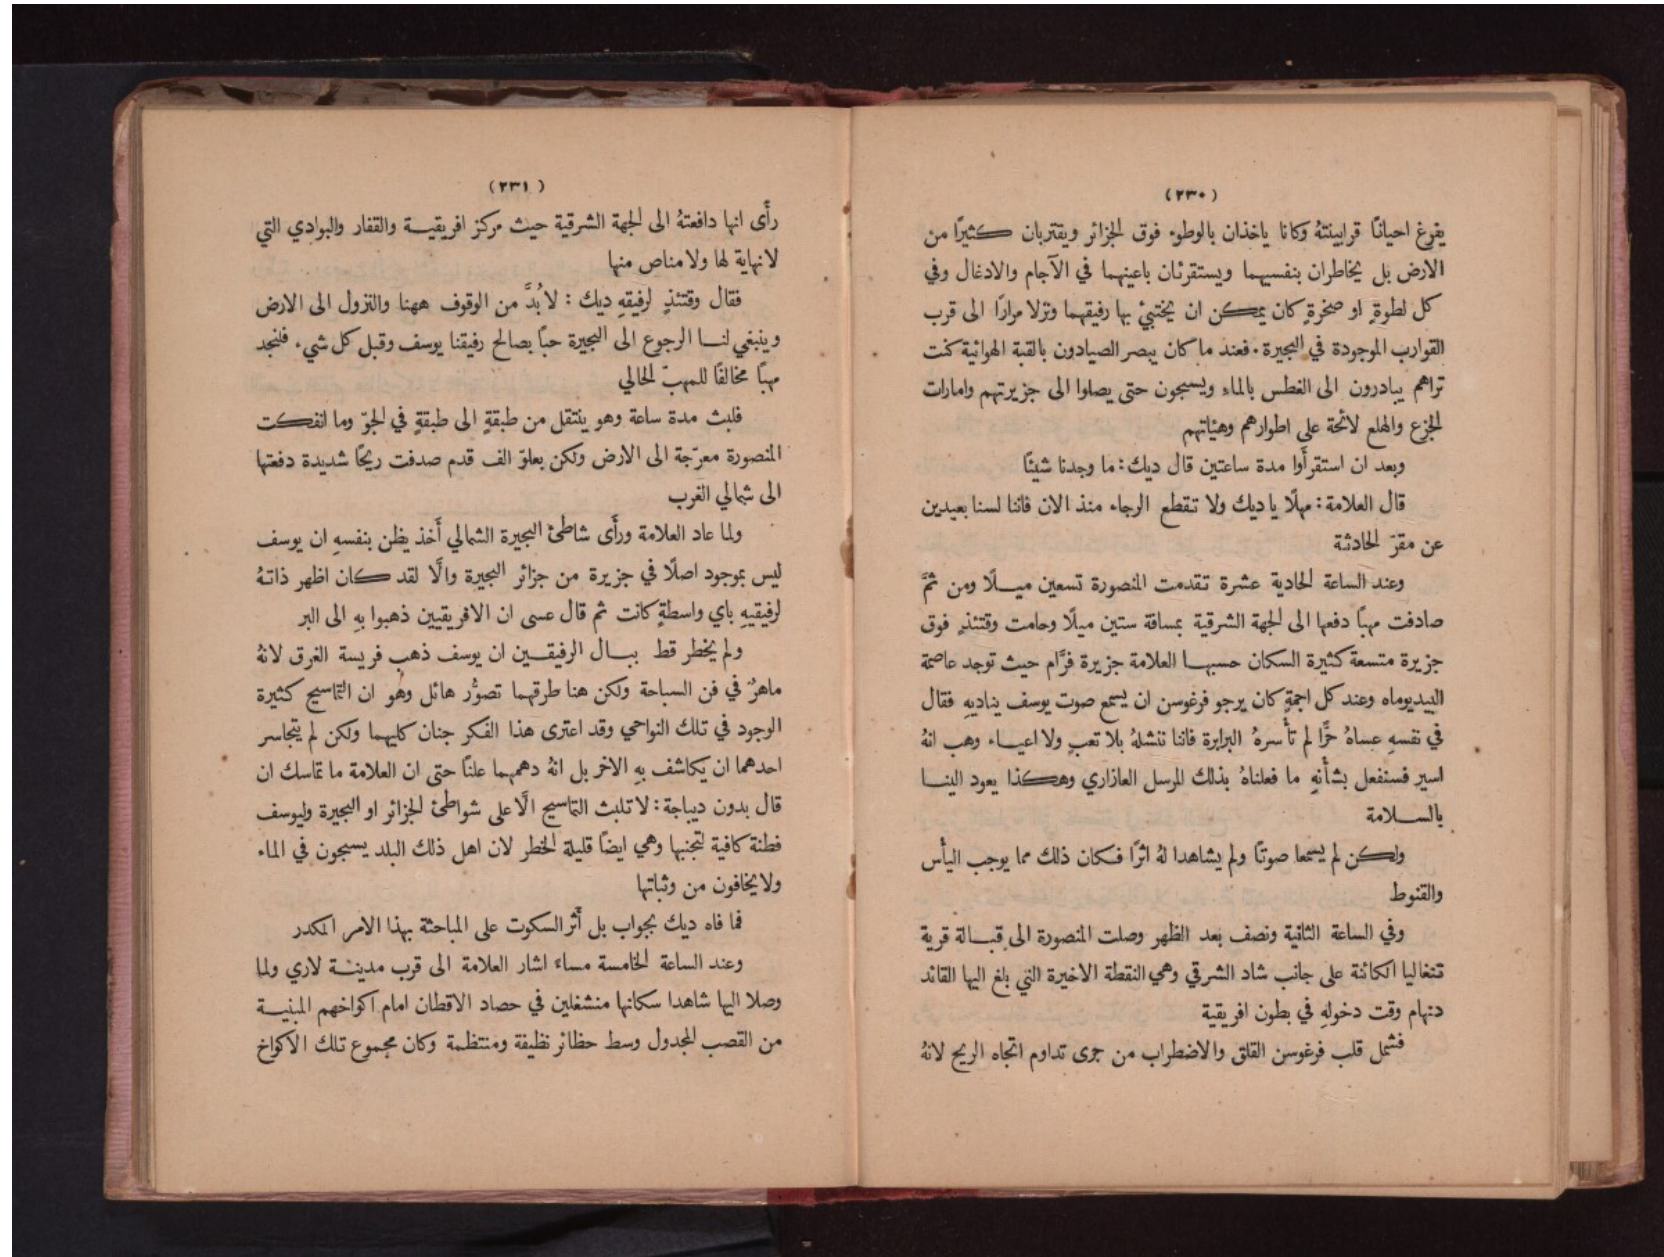 (٢٣٠)
يفرغ احيانًا قرابينتهُ وكانا ياخذان بالوطوء فوق الجزائر ويقتربان كثيرًا من
الارض بل يخاطران بنفسيهما ويستقرئان باعينهما في الآجام والادغال وفي
كل لطوةٍ او صخرةٍ كان يمكن ان يختبئ بها رفيقهما ونزلا مرارًا الى قرب
القوارب الموجودة في البحيرة. فعند ما كان يبصر الصيادون بالقبة الهوائية كنت
تراهم يبادرون الى الغطس بالماء ويسبحون حتى يصلوا الى جزيرتهم وامارات
الجزع والهلع لائحة على اطوارهم وهيئاتهم
وبعد ان استقرأوا مدة ساعتين قال ديك: ما وجدنا شيئًا
قال العلامة: مهلًا يا ديك ولا تقطع الرجاء منذ الان فاننا لسنا بعيدين
عن مقرّ الحادثة
وعند الساعة الحادية عشرة تقدمت المنصورة تسعين ميلًا ومن ثمَّ
صادفت مهبًا دفعها الى الجهة الشرقية بمسافة ستين ميلًا وحامت وقتئذٍ فوق
جزيرة متسعة كثيرة السكان حسبها العلامة جزيرة فرَّام حيث توجد عاصمة
البيديوماه وعند كل اجمةٍ كان يرجو فرغوسن ان يسمع صوت يوسف يناديهِ فقال
في نفسهِ عساهُ حرًّا لم تأسرهُ البرابرة فاننا ننشلهُ بلا تعبٍ ولا اعياء وهب انهُ
اسير فسنفعل بشأنهِ ما فعلناهُ بذلك المرسل العازاري وهكذا يعود الينا
بالسلامة
ولكن لم يسمعا صوتًا ولم يشاهدا لهُ اثرًا فكان ذلك مما يوجب اليأس
والقنوط
وفي الساعة الثانية ونصف بعد الظهر وصلت المنصورة الى قبالة قرية
تنغاليا الكائنة على جانب شاد الشرقي وهي النقطة الاخيرة التي بلغ اليها القائد
دنهام وقت دخولهِ في بطون افريقية
فشمل قلب فرغوسن القلق والاضطراب من جرى تداوم اتجاه الريح لانهُ
(٢٣١)
رأَى انها دافعتهُ الى الجهة الشرقية حيث مركز افريقية والقفار والبوادي التي
لا نهاية لها ولا مناص منها
فقال وقتئذٍ لرفيقهِ ديك: لا بُدَّ من الوقوف ههنا والنزول الى الارض
وينبغي لنا الرجوع الى البحيرة حبًا بصالح رفيقنا يوسف وقبل كل شيء فلنجد
مهبًا مخالفًا للمهبّ الحالي
فلبث مدة ساعة وهو ينتقل من طبقةٍ الى طبقةٍ في الجوّ وما انفكت
المنصورة معرّجة الى الارض ولكن بعلوّ الف قدم صدفت ريحًا شديدة دفعتها
الى شمالي الغرب
ولما عاد العلامة ورأَى شاطئ البحيرة الشمالي أَخذ يظن بنفسهِ ان يوسف
ليس بموجود اصلًا في جزيرة من جزائر البحيرة والَّا لقد كان اظهر ذاتهُ
لرفيقيهِ باي واسطةٍ كانت ثم قال عسى ان الافريقيين ذهبوا بهِ الى البر
ولم يخطر قط ببال الرفيقين ان يوسف ذهب فريسة الغرق لانهُ
ماهرٌ في فن السباحة ولكن هنا طرقهما تصوُّر هائل وهُو ان التماسيح كثيرة
الوجود في تلك النواحي وقد اعترى هذا الفكر جنان كليهما ولكن لم يتجاسر
احدهما ان يكاشف بهِ الاخر بل انهُ دهمهما علنًا حتى ان العلامة ما تماسك ان
قال بدون ديباجة: لا تلبث التماسيح الَّا على شواطئ الجزائر او البحيرة وليوسف
فطنة كافية لتجنبها وهي ايضًا قليلة الخطر لان اهل ذلك البلد يسبحون في الماء
ولا يخافون من وثباتها
فما فاه ديك بجواب بل أَثر السكوت على المباحثة بهذا الامر المكدر
وعند الساعة الخامسة مساء اشار العلامة الى قرب مدينة لاري ولما
وصلا اليها شاهدا سكانها منشغلين في حصاد الاقطان امام اكواخهم المبنية
من القصب المجدول وسط حظائر نظيفة ومنتظمة وكان مجموع تلك الاكواخ